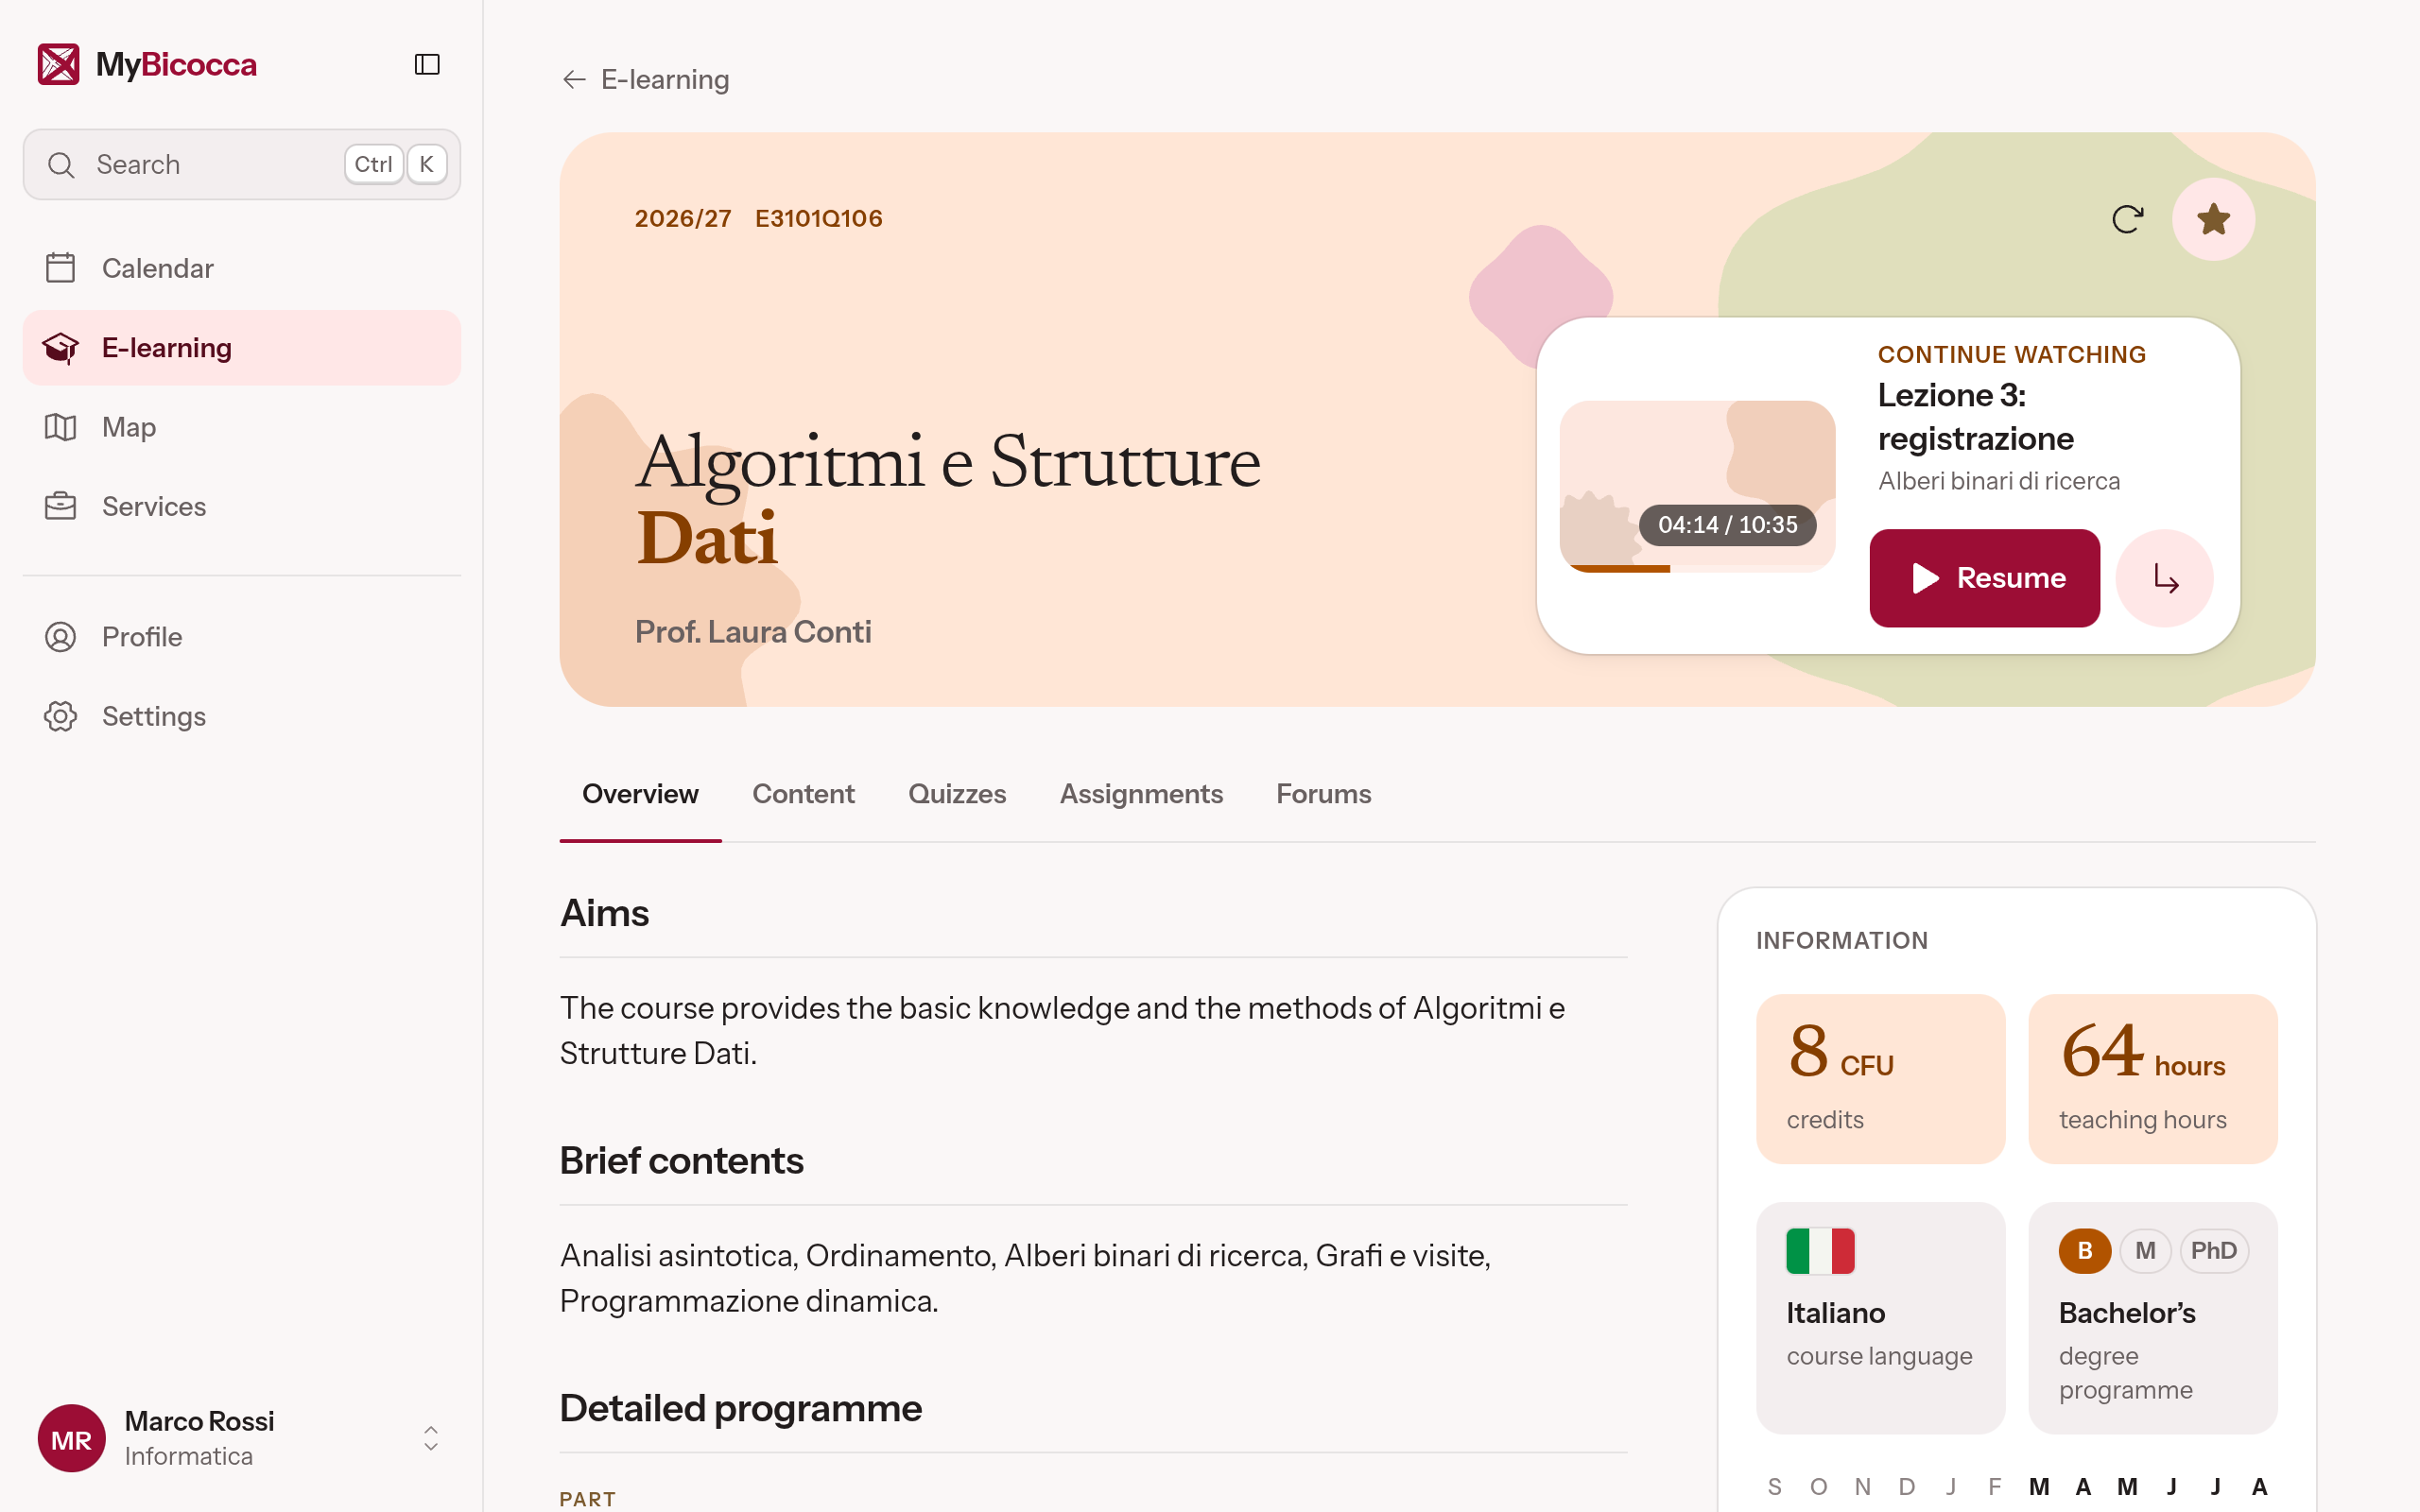 MyBicocca
Search Ctrl K
Calendar
E-learning
Map
Services
Profile
Settings
MR
Marco Rossi
Informatica
E-learning
2026/27 E3101Q106
Algoritmi e Strutture
Dati
Prof. Laura Conti
CONTINUE WATCHING
Lezione 3:
registrazione
Alberi binari di ricerca
04:14 / 10:35
Resume
Overview Content Quizzes Assignments Forums
Aims
The course provides the basic knowledge and the methods of Algoritmi e
Strutture Dati.
Brief contents
Analisi asintotica, Ordinamento, Alberi binari di ricerca, Grafi e visite,
Programmazione dinamica.
Detailed programme
PART
INFORMATION
8 CFU
credits
64 hours
teaching hours
Italiano
course language
B M PhD
Bachelor’s
degree
programme
S O N D J F M A M J J A